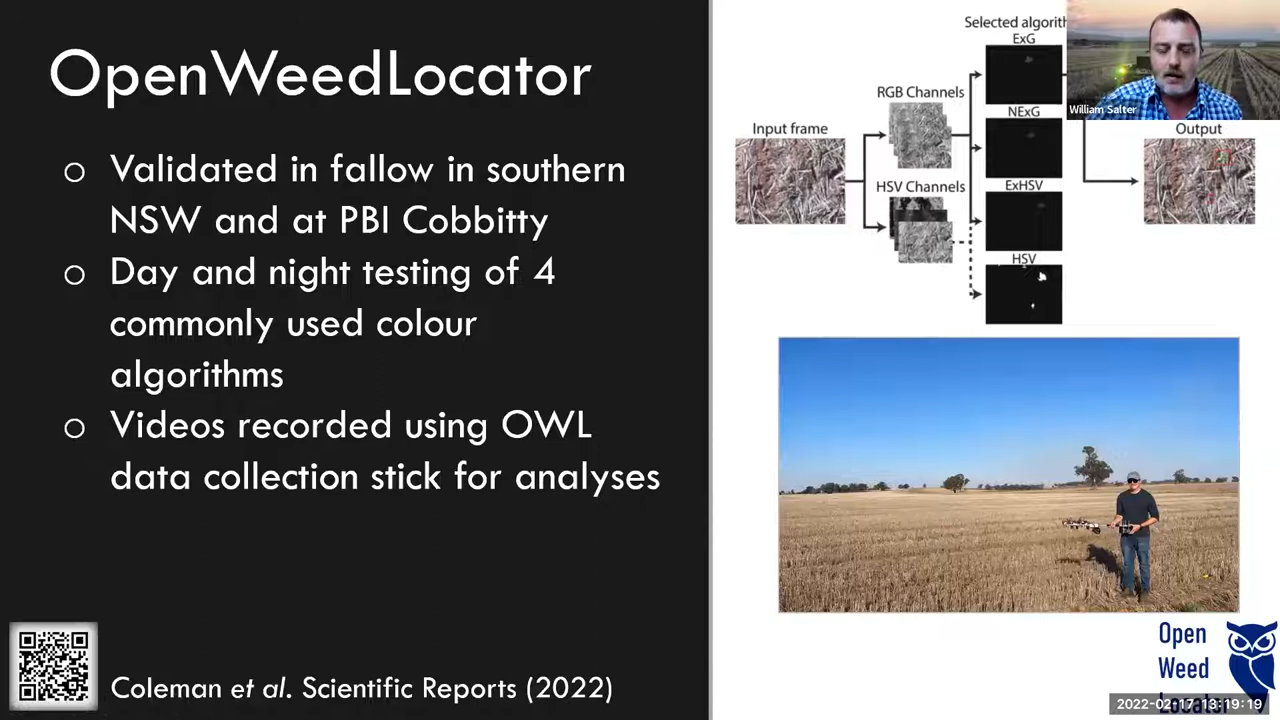 OpenWeedLocator
○ Validated in fallow in southern
NSW and at PBI Cobbitty
○ Day and night testing of 4
commonly used colour
algorithms
○ Videos recorded using OWL
data collection stick for analyses
Coleman et al. Scientific Reports (2022)
Selected algorith
ExG
RGB Channels
NExG
Input frame
HSV Channels
ExHSV
HSV
Output
William Salter
Open
Weed
Locator
2022-02-17 13:19:19